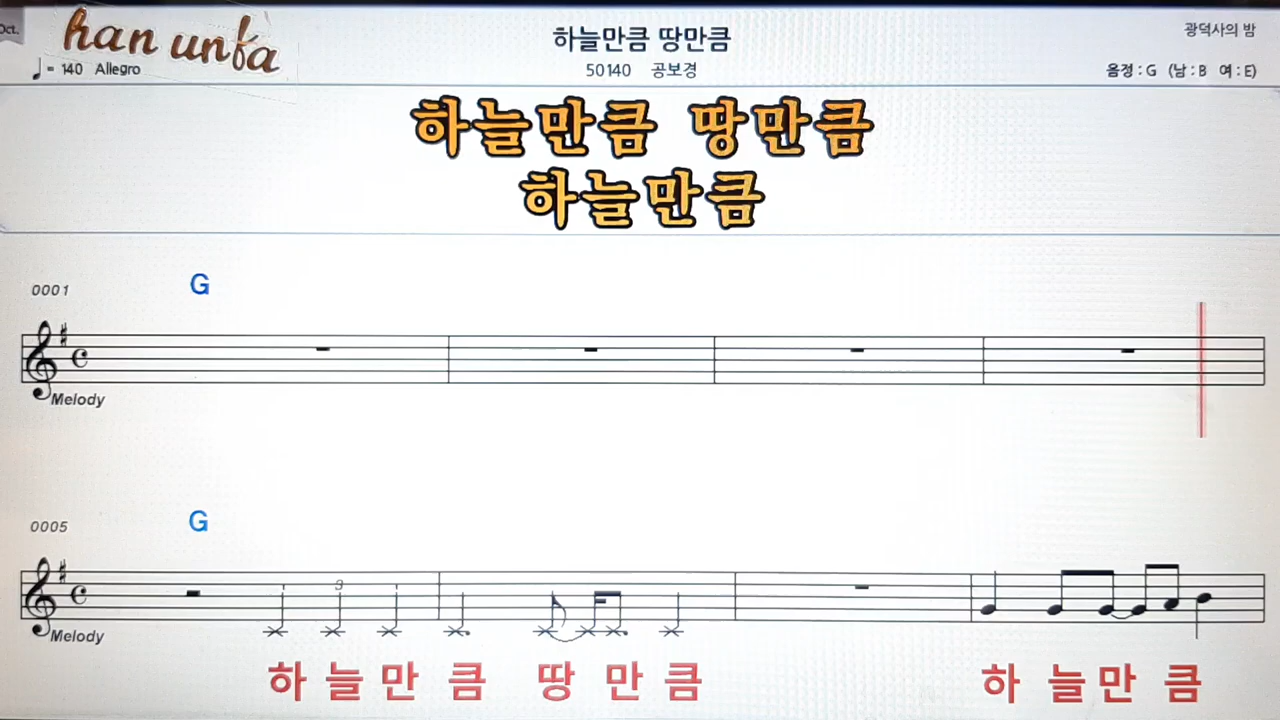 Oct.
han unfa
하늘만큼 땅만큼
광덕사의 밤
♩= 140 Allegro
50140 공보경
음정 : G (남 : B 여 : E)
하늘만큼 땅만큼
하늘만큼
0001 G
Melody
0005 G
3
Melody
하 늘 만 큼 땅 만 큼 하 늘 만 큼